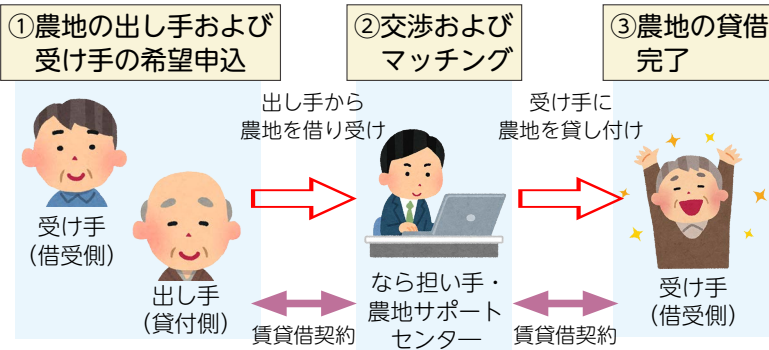 ①農地の出し手および
受け手の希望申込
②交渉および
マッチング
③農地の貸借
完了
出し手から
農地を借り受け
受け手に
農地を貸し付け
受け手
(借受側)
出し手
(貸付側)
なら担い手・
農地サポート
センター
受け手
(借受側)
賃貸借契約
賃貸借契約